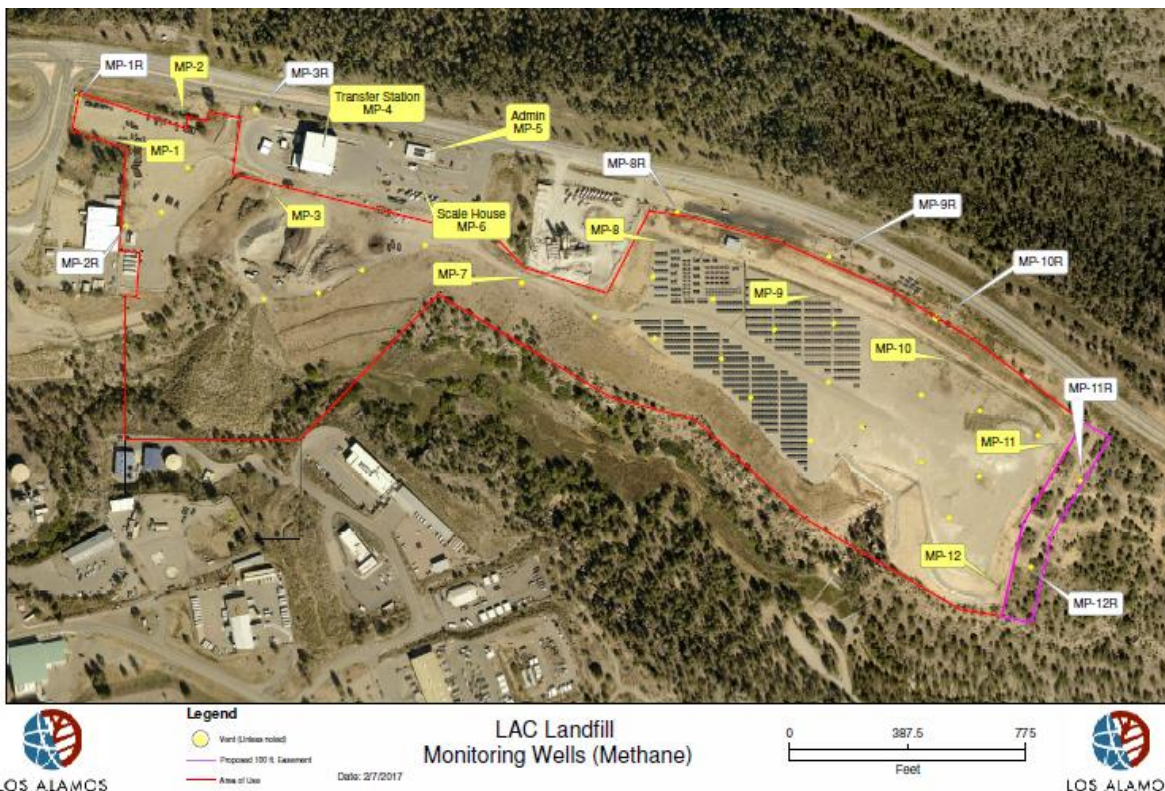 MP-1R
MP-2
MP-3R
Transfer Station
MP-4
Admin
MP-5
MP-1
MP-8R
MP-3
Scale House
MP-6
MP-8
MP-9R
MP-2R
MP-7
MP-9
MP-10R
MP-10
MP-11R
MP-11
MP-12
MP-12R
Legend
Vent (Unless noted)
Proposed 100 ft. Easement
Area of Use
Date: 2/7/2017
LAC Landfill
Monitoring Wells (Methane)
0 387.5 775
Feet
LOS ALAMOS
LOS ALAMO